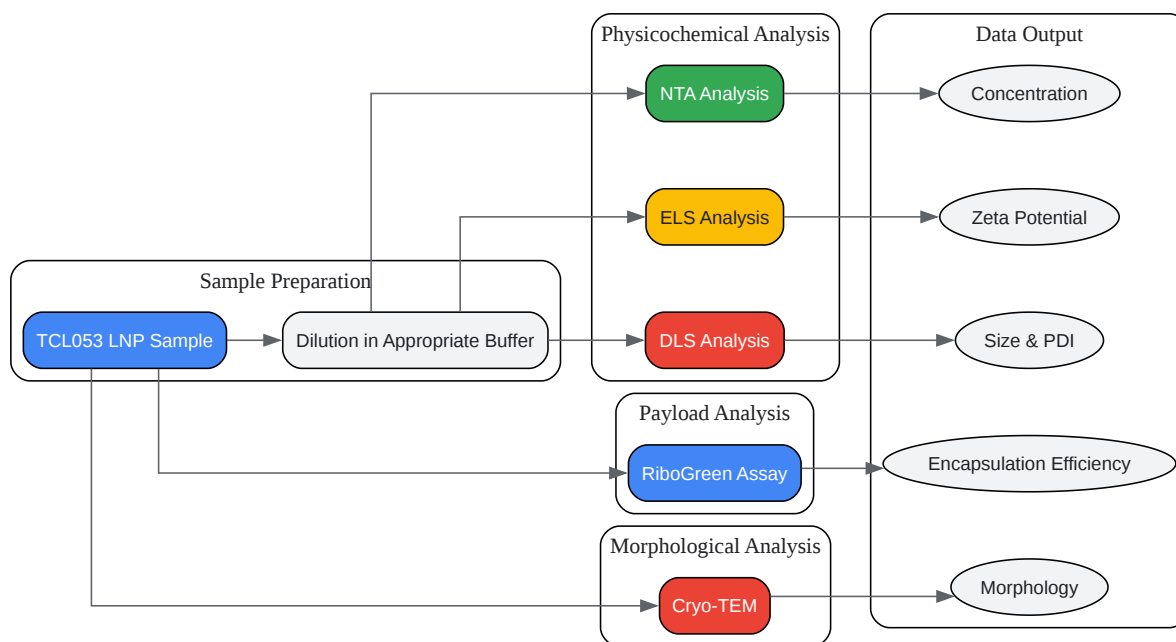 Physicochemical Analysis
Data Output
NTA Analysis
Concentration
ELS Analysis
Zeta Potential
Sample Preparation
TCL053 LNP Sample
Dilution in Appropriate Buffer
DLS Analysis
Size & PDI
Payload Analysis
RiboGreen Assay
Encapsulation Efficiency
Morphological Analysis
Cryo-TEM
Morphology